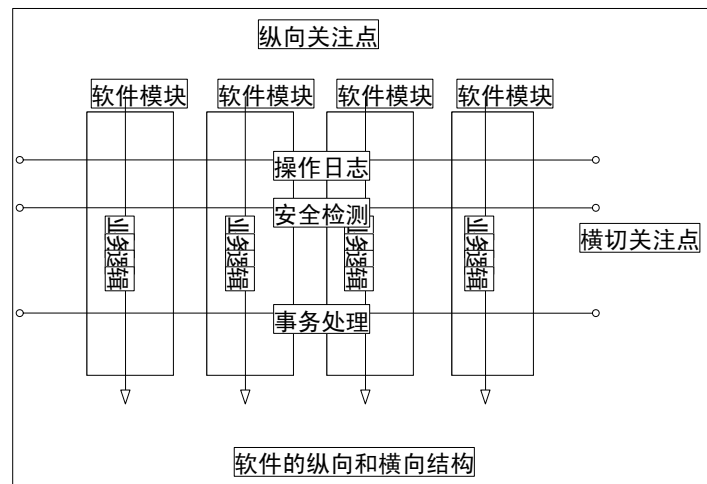 纵向关注点
软件模块 软件模块 软件模块 软件模块
操作日志
安全检测
业务逻辑 业务逻辑 业务逻辑 业务逻辑
横切关注点
事务处理
软件的纵向和横向结构